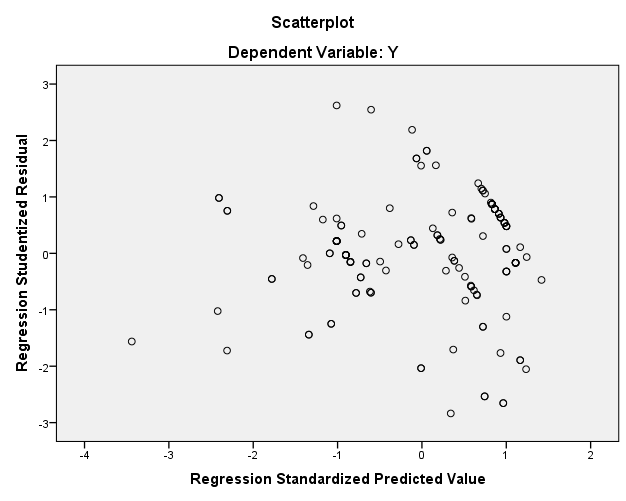 Scatterplot
Dependent Variable: Y
Regression Studentized Residual
3
2
1
0
-1
-2
-3
-4 -3 -2 -1 0 1 2
Regression Standardized Predicted Value